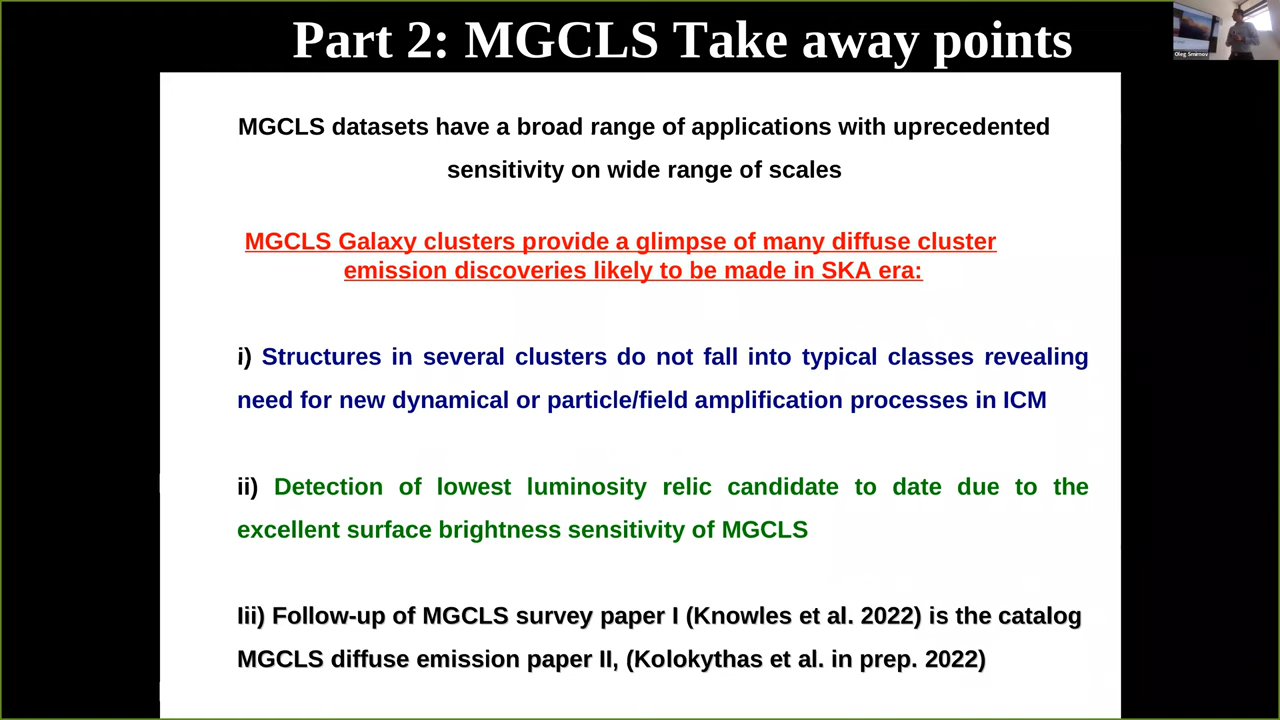 Part 2: MGCLS Take away points
Oleg Smirnov
MGCLS datasets have a broad range of applications with uprecedented
sensitivity on wide range of scales
MGCLS Galaxy clusters provide a glimpse of many diffuse cluster
emission discoveries likely to be made in SKA era:
i) Structures in several clusters do not fall into typical classes revealing
need for new dynamical or particle/field amplification processes in ICM
ii) Detection of lowest luminosity relic candidate to date due to the
excellent surface brightness sensitivity of MGCLS
Iii) Follow-up of MGCLS survey paper I (Knowles et al. 2022) is the catalog
MGCLS diffuse emission paper II, (Kolokythas et al. in prep. 2022)